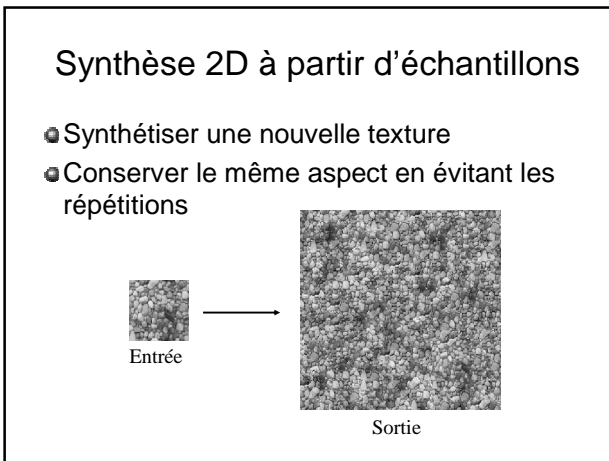 Synthèse 2D à partir d'échantillons
Synthétiser une nouvelle texture
Conserver le même aspect en évitant les
répétitions
Entrée
Sortie